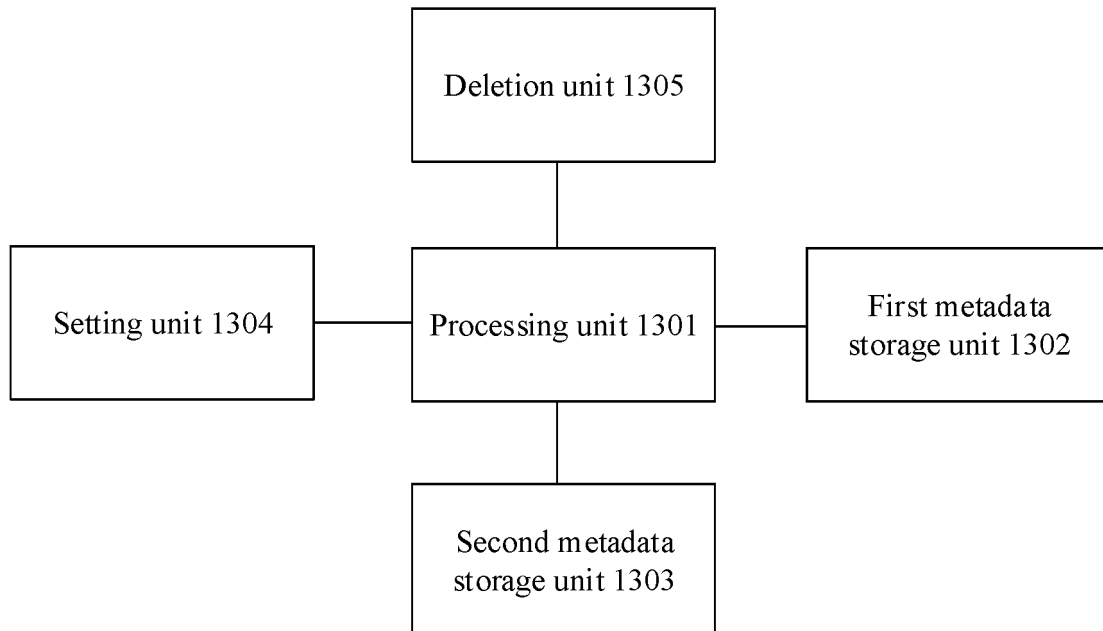 Deletion unit 1305
Setting unit 1304
Processing unit 1301
First metadata
storage unit 1302
Second metadata
storage unit 1303